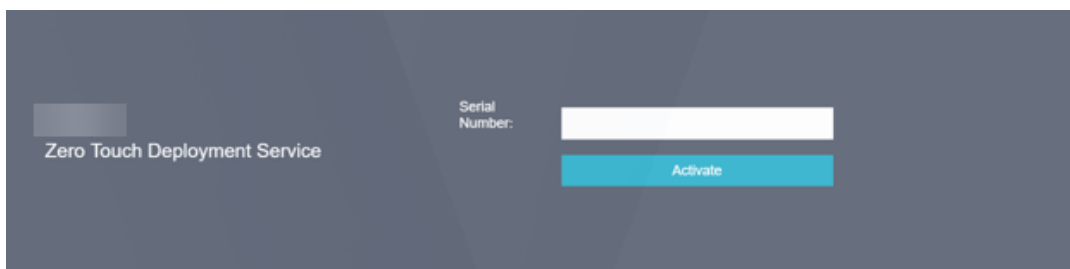 Serial
Number:
Zero Touch Deployment Service
Activate